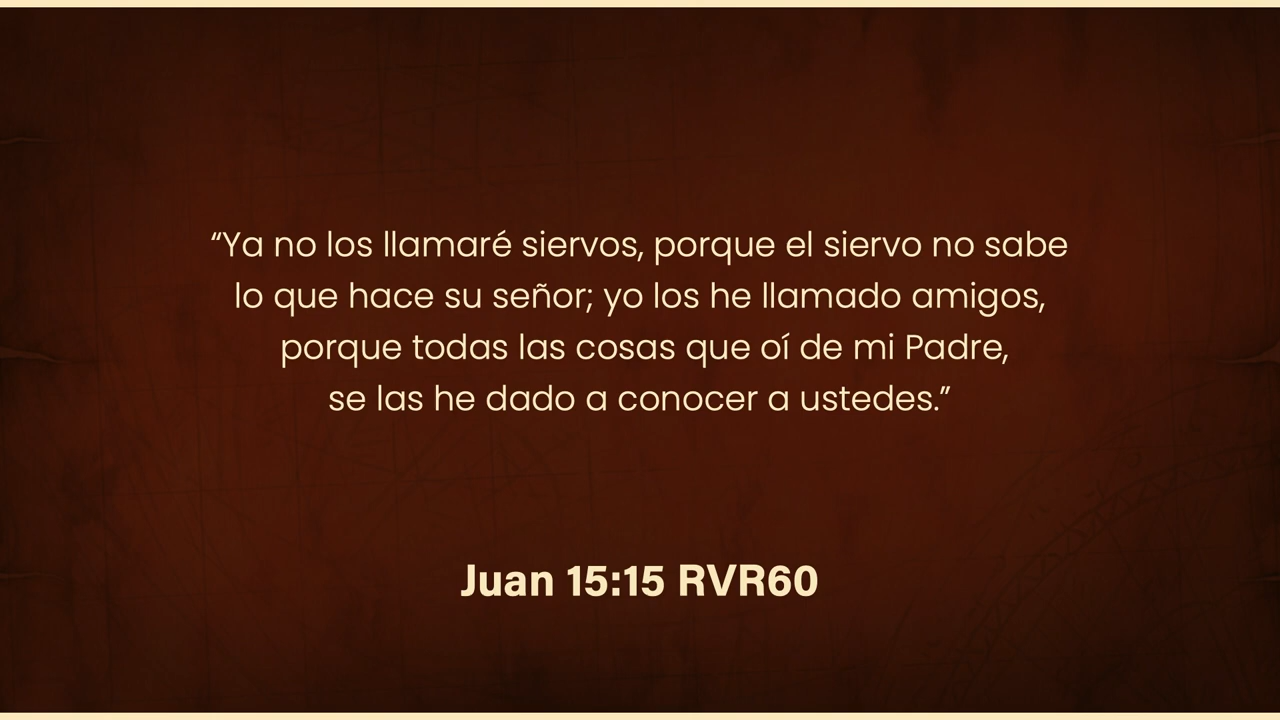 “Ya no los llamaré siervos, porque el siervo no sabe
lo que hace su señor; yo los he llamado amigos,
porque todas las cosas que oí de mi Padre,
se las he dado a conocer a ustedes.”
Juan 15:15 RVR60